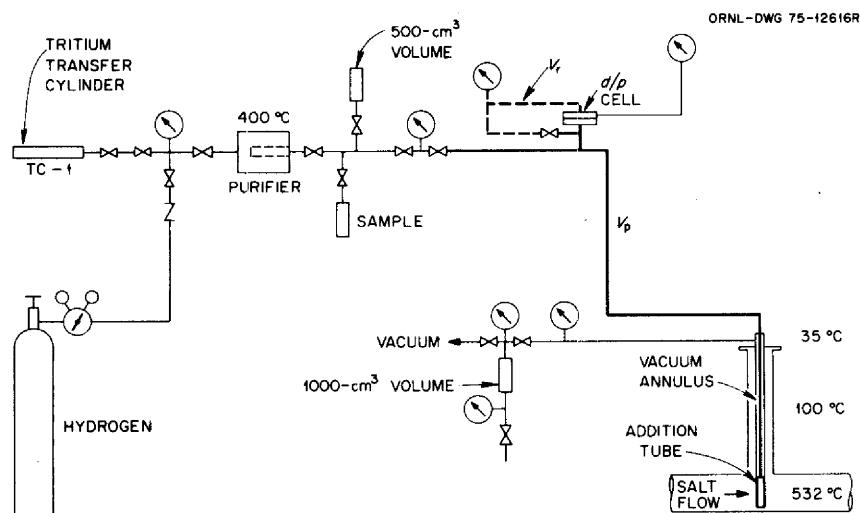 ORNL-DWG 75-12616R
TRITIUM
TRANSFER
CYLINDER
500-cm³
VOLUME
Vr
d/p
CELL
400 °C
TC-1
PURIFIER
SAMPLE
Vp
VACUUM
1000-cm³
VOLUME
HYDROGEN
35 °C
VACUUM
ANNULUS
100 °C
ADDITION
TUBE
SALT
FLOW
532 °C